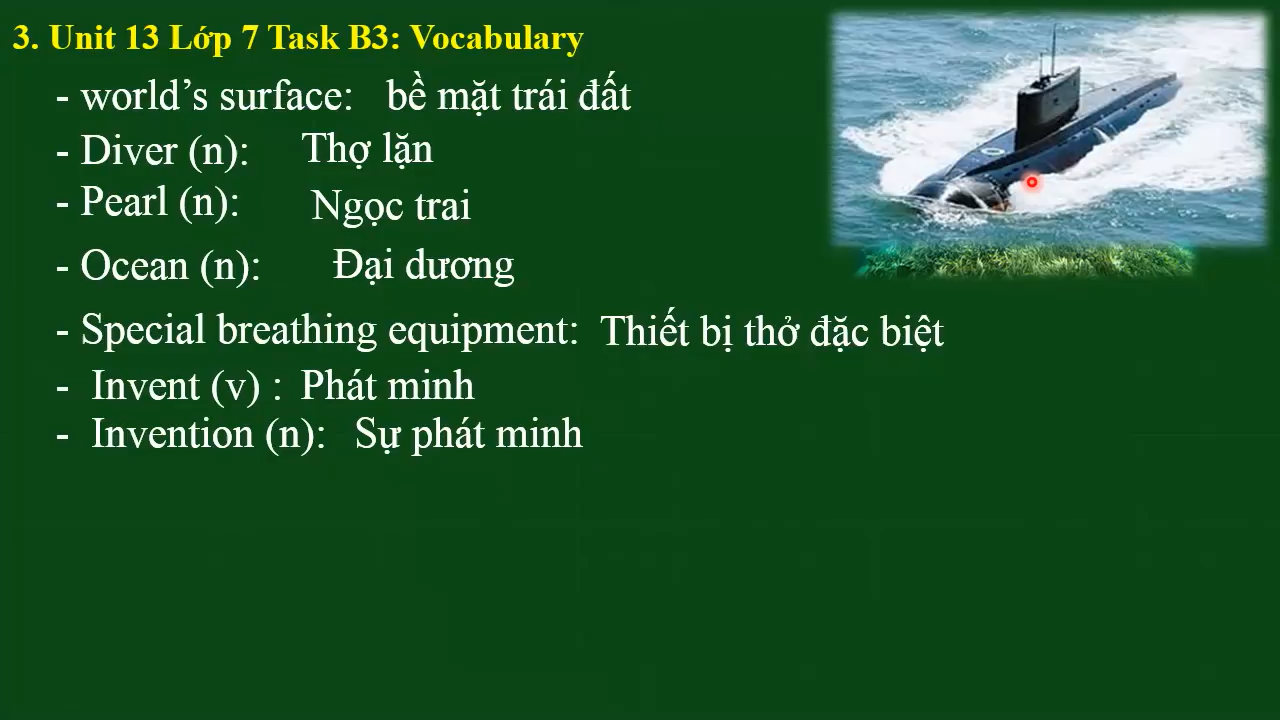 3. Unit 13 Lớp 7 Task B3: Vocabulary
- world's surface: bề mặt trái đất
- Diver (n): Thợ lặn
- Pearl (n): Ngọc trai
- Ocean (n): Đại dương
- Special breathing equipment: Thiết bị thở đặc biệt
- Invent (v) : Phát minh
- Invention (n): Sự phát minh